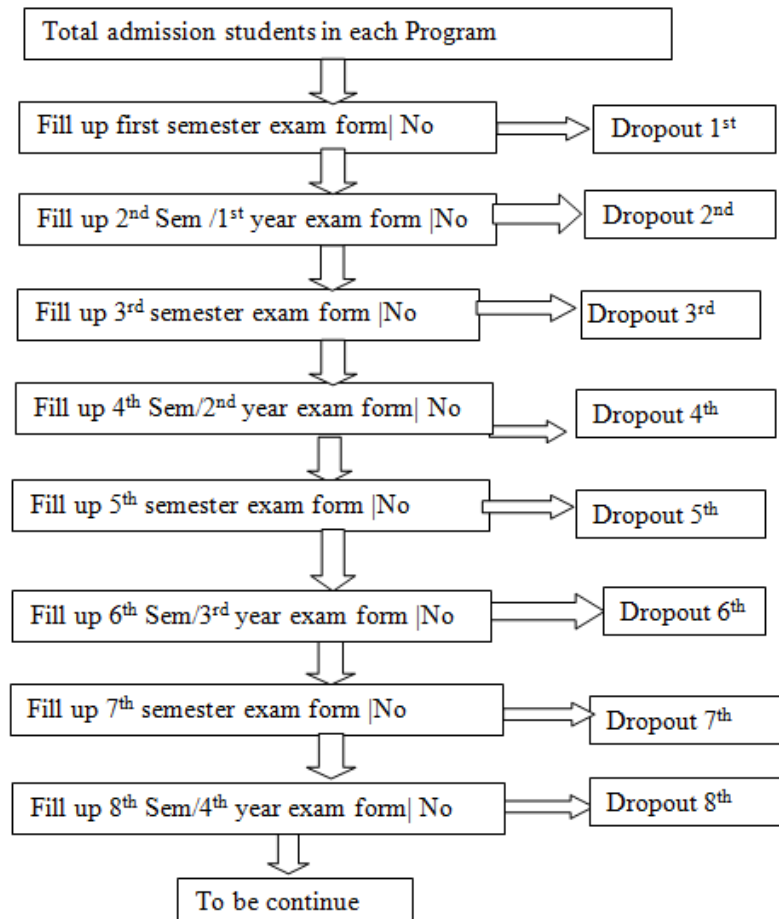 Total admission students in each Program
Fill up first semester exam form| No
Dropout 1st
Fill up 2nd Sem /1st year exam form |No
Dropout 2nd
Fill up 3rd semester exam form |No
Dropout 3rd
Fill up 4th Sem/2nd year exam form| No
Dropout 4th
Fill up 5th semester exam form |No
Dropout 5th
Fill up 6th Sem/3rd year exam form |No
Dropout 6th
Fill up 7th semester exam form |No
Dropout 7th
Fill up 8th Sem/4th year exam form| No
Dropout 8th
To be continue